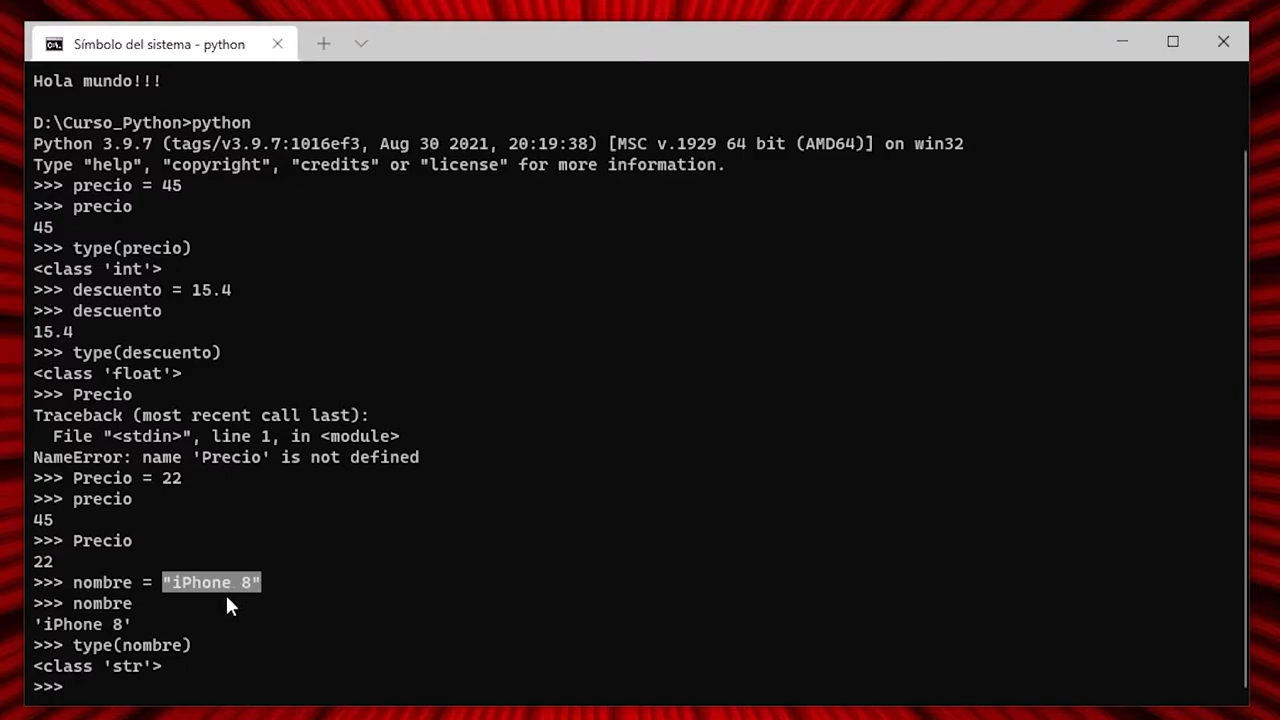 Símbolo del sistema - python
Hola mundo!!!
D:\Curso_Python>python
Python 3.9.7 (tags/v3.9.7:1016ef3, Aug 30 2021, 20:19:38) [MSC v.1929 64 bit (AMD64)] on win32
Type "help", "copyright", "credits" or "license" for more information.
>>> precio = 45
>>> precio
45
>>> type(precio)
<class 'int'>
>>> descuento = 15.4
>>> descuento
15.4
>>> type(descuento)
<class 'float'>
>>> Precio
Traceback (most recent call last):
  File "<stdin>", line 1, in <module>
NameError: name 'Precio' is not defined
>>> Precio = 22
>>> precio
45
>>> Precio
22
>>> nombre = "iPhone 8"
>>> nombre
'iPhone 8'
>>> type(nombre)
<class 'str'>
>>>